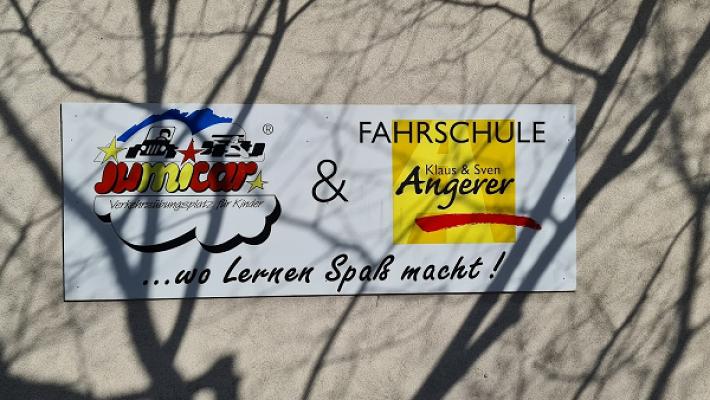 jumicar ®
Verkehrsübungsplatz für Kinder
&
FAHRSCHULE
Klaus & Sven
Angerer
...wo Lernen Spaß macht!